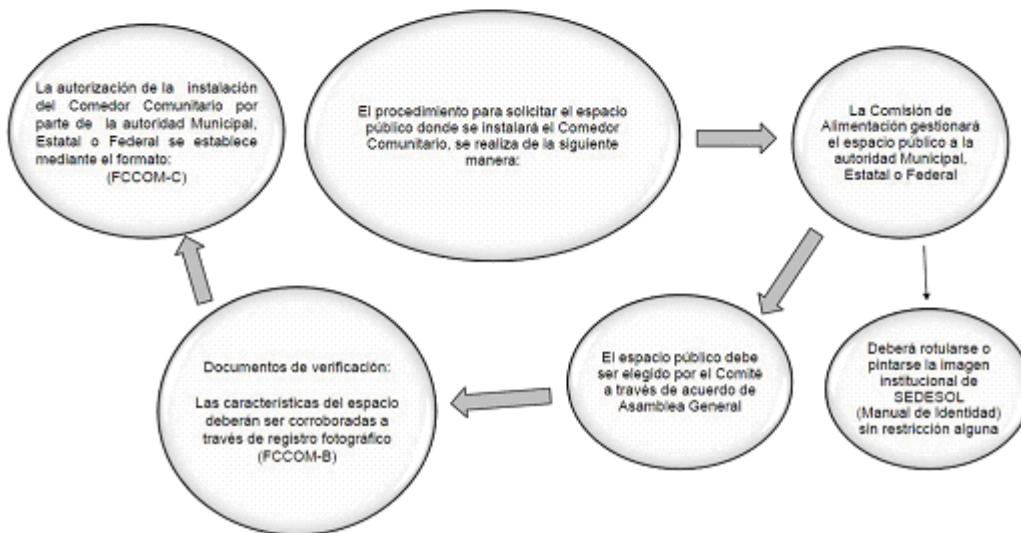 El procedimiento para solicitar el espacio
público donde se instalará el Comedor
Comunitario, se realiza de la siguiente
manera:
La Comisión de
Alimentación gestionará
el espacio público a la
autoridad Municipal,
Estatal o Federal
Deberá rotularse o
pintarse la imagen
institucional de
SEDESOL
(Manual de Identidad)
sin restricción alguna
El espacio público debe
ser elegido por el Comité
a través de acuerdo de
Asamblea General
Documentos de verificación:
Las características del espacio
deberán ser corroboradas a
través de registro fotográfico
(FCCOM-B)
La autorización de la instalación
del Comedor Comunitario por
parte de la autoridad Municipal,
Estatal o Federal se establece
mediante el formato:
(FCCOM-C)